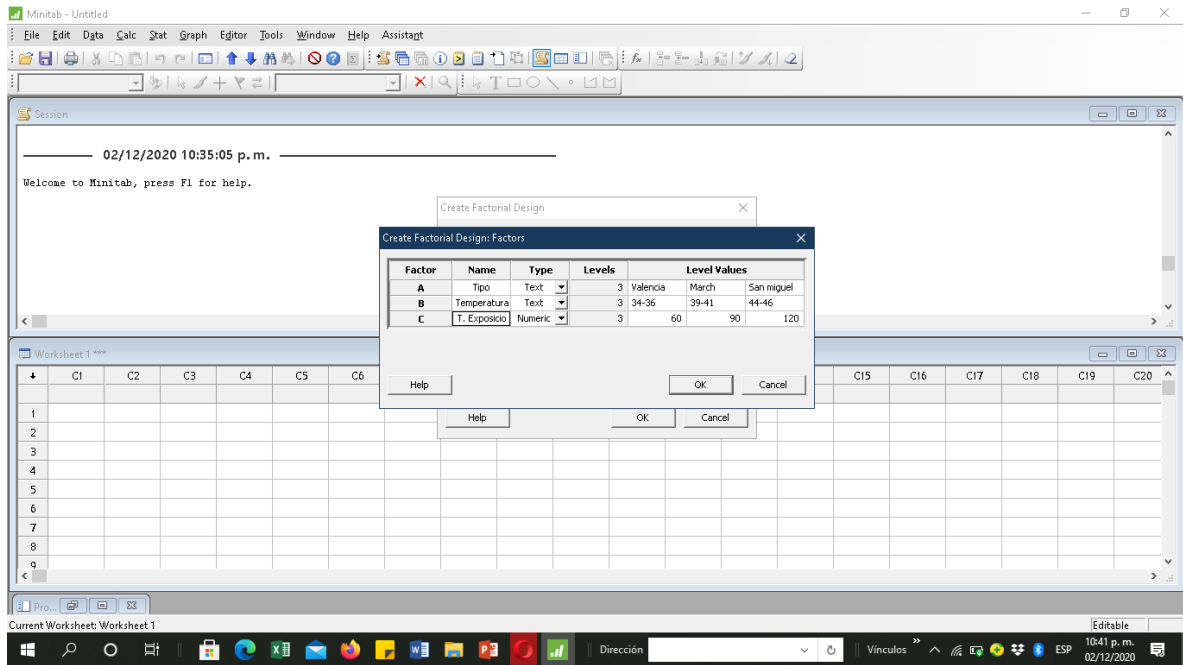 Minitab - Untitled
File Edit Data Calc Stat Graph Editor Tools Window Help Assistant
Session
02/12/2020 10:35:05 p. m.
Welcome to Minitab, press F1 for help.
Create Factorial Design
Create Factorial Design: Factors
Factor Name Type Levels Level Values
A Tipo Text 3 Valencia March San miguel
B Temperatura Text 3 34-36 39-41 44-46
C T. Exposicio Numeric 3 60 90 120
Help OK Cancel
Help OK Cancel
Worksheet 1 ***
C1 C2 C3 C4 C5 C6 C15 C16 C17 C18 C19 C20
1
2
3
4
5
6
7
8
9
Pro...
Current Worksheet: Worksheet 1
Editable
Dirección
Vínculos
ESP
10:41 p. m.
02/12/2020